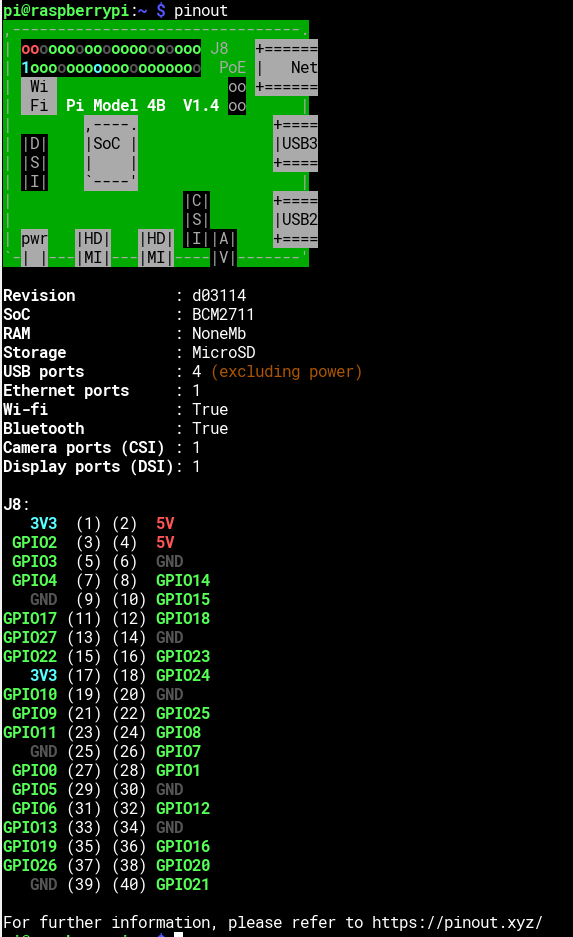 pi@raspberrypi:~ $ pinout
,--------------------------------.
| oooooooooooooooooooo J8   +======
| 1ooooooooooooooooooo  PoE |   Net
|  Wi                    oo +======
|  Fi  Pi Model 4B  V1.4 oo      |
|        ,----.               +====
| |D|    |SoC |               |USB3
| |S|    |    |               +====
| |I|    `----'                  |
|                   |C|       +====
|                   |S|       |USB2
| pwr   |HD|   |HD| |I||A|    +====
`-| |---|MI|---|MI|----|V|-------'

Revision           : d03114
SoC                : BCM2711
RAM                : NoneMb
Storage            : MicroSD
USB ports          : 4 (excluding power)
Ethernet ports     : 1
Wi-fi              : True
Bluetooth          : True
Camera ports (CSI) : 1
Display ports (DSI): 1

J8:
   3V3  (1) (2)  5V
 GPIO2  (3) (4)  5V
 GPIO3  (5) (6)  GND
 GPIO4  (7) (8)  GPIO14
   GND  (9) (10) GPIO15
GPIO17 (11) (12) GPIO18
GPIO27 (13) (14) GND
GPIO22 (15) (16) GPIO23
   3V3 (17) (18) GPIO24
GPIO10 (19) (20) GND
 GPIO9 (21) (22) GPIO25
GPIO11 (23) (24) GPIO8
   GND (25) (26) GPIO7
 GPIO0 (27) (28) GPIO1
 GPIO5 (29) (30) GND
 GPIO6 (31) (32) GPIO12
GPIO13 (33) (34) GND
GPIO19 (35) (36) GPIO16
GPIO26 (37) (38) GPIO20
   GND (39) (40) GPIO21

For further information, please refer to https://pinout.xyz/
pi@raspberrypi:~ $